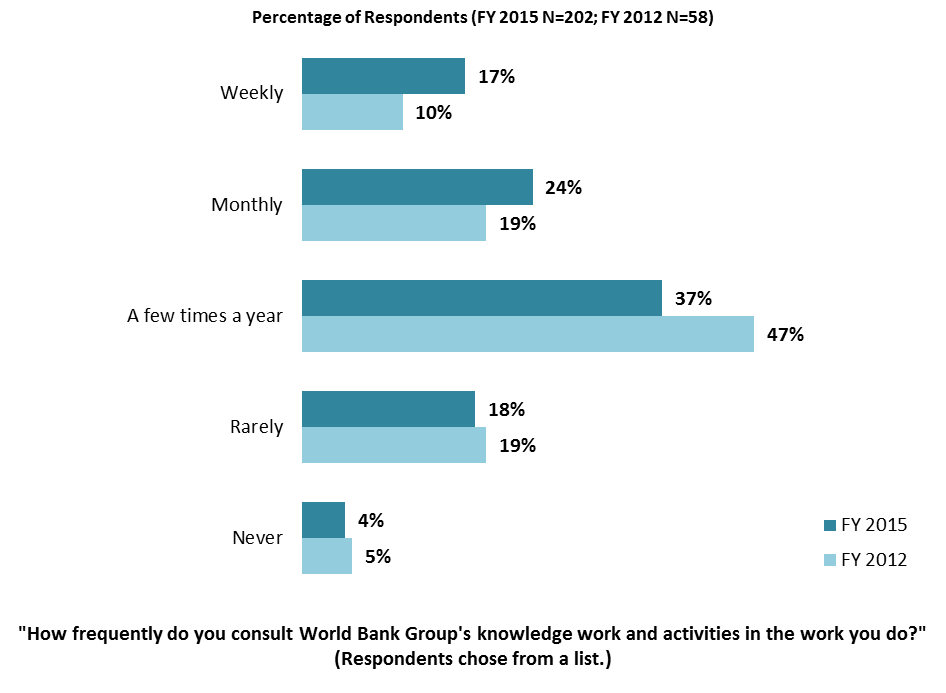 Percentage of Respondents (FY 2015 N=202; FY 2012 N=58)
Weekly
17%
10%
Monthly
24%
19%
A few times a year
37%
47%
Rarely
18%
19%
Never
4%
5%
FY 2015
FY 2012
"How frequently do you consult World Bank Group's knowledge work and activities in the work you do?"
(Respondents chose from a list.)